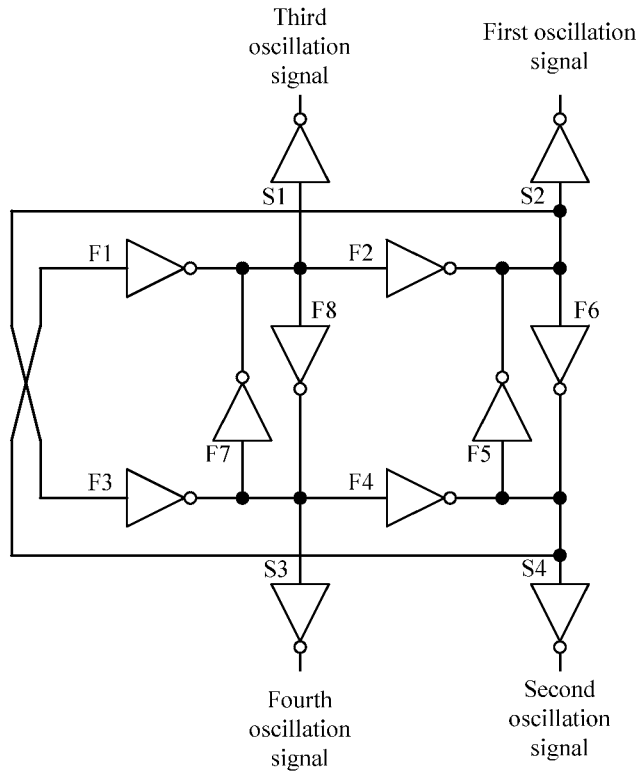 Third
oscillation
signal
First oscillation
signal
S1
S2
F1
F2
F8
F6
F7
F5
F3
F4
S3
S4
Fourth
oscillation
signal
Second
oscillation
signal